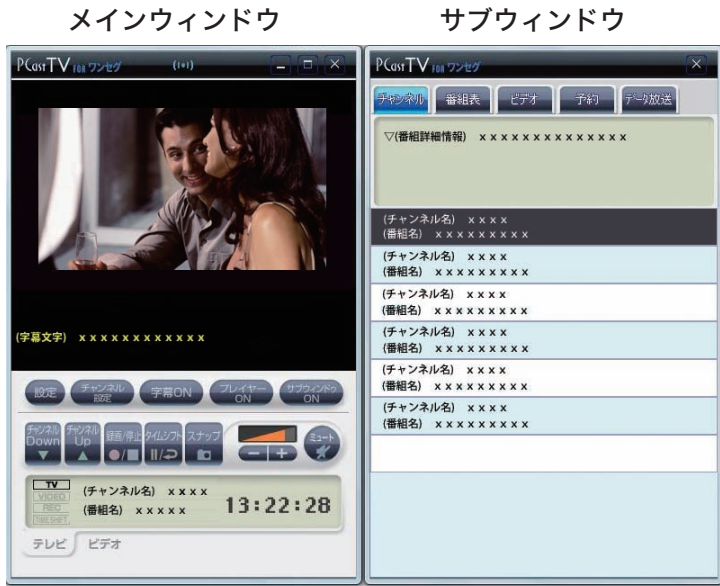 メインウィンドウ
サブウィンドウ
PCastTV FOR ワンセグ
(字幕文字) x x x x x x x x x x x x
設定
チャンネル設定
字幕ON
プレイヤーON
サブウィンドウON
チャンネルDown
チャンネルUp
録画/停止
タイムシフト
スナップ
ミュート
TV
VIDEO
REC
TIMESHIFT
(チャンネル名) x x x x
(番組名) x x x x x
13:22:28
テレビ
ビデオ
PCastTV FOR ワンセグ
チャンネル 番組表 ビデオ 予約 データ放送
▽(番組詳細情報) x x x x x x x x x x x x x x
(チャンネル名) x x x x
(番組名) x x x x x x x x x
(チャンネル名) x x x x
(番組名) x x x x x x x x x
(チャンネル名) x x x x
(番組名) x x x x x x x x x
(チャンネル名) x x x x
(番組名) x x x x x x x x x
(チャンネル名) x x x x
(番組名) x x x x x x x x x
(チャンネル名) x x x x
(番組名) x x x x x x x x x